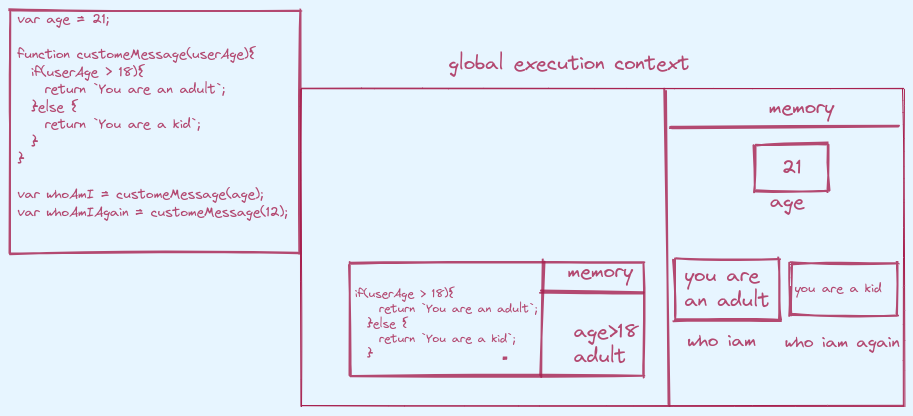 var age = 21;
function customeMessage(userAge){
if(userAge > 18){
return `You are an adult`;
}else {
return `You are a kid`;
}
}
var whoAmI = customeMessage(age);
var whoAmIAgain = customeMessage(12);
global execution context
memory
21
age
you are
an adult
who iam
you are a kid
who iam again
if(userAge > 18){
return `You are an adult`;
}else {
return `You are a kid`;
}
memory
age>18
adult